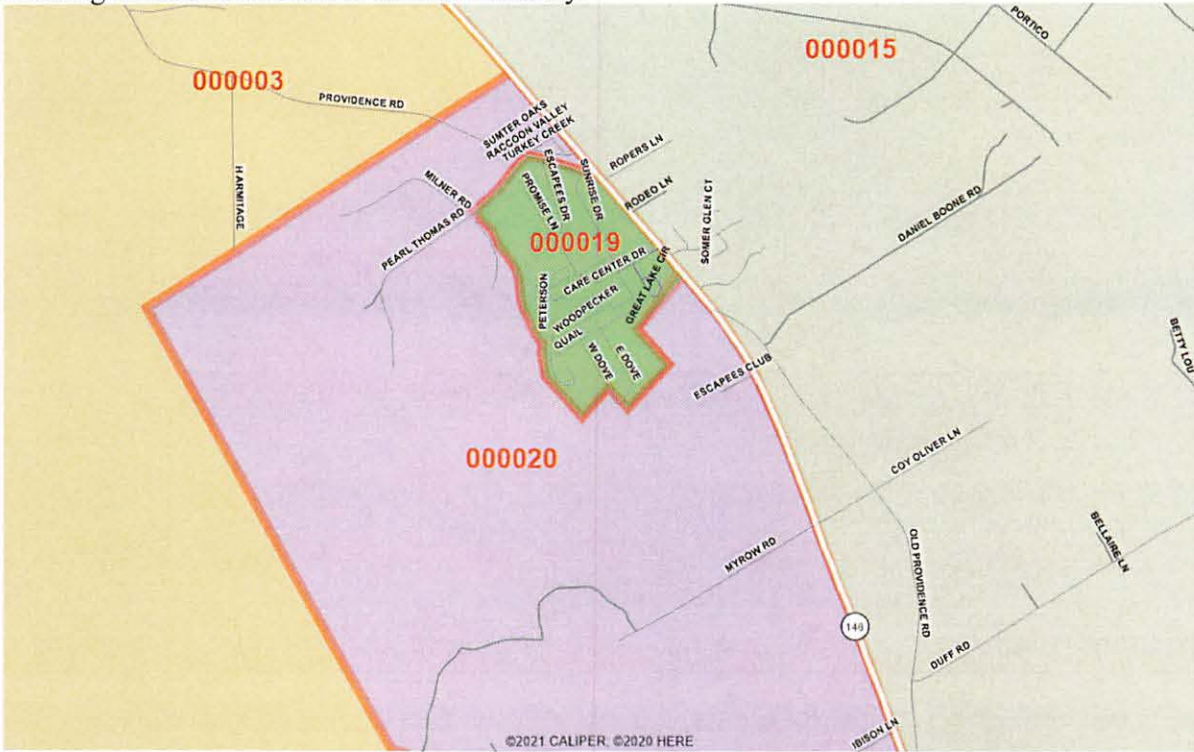 000003
000015
PORTICO
PROVIDENCE RD
SUMTER OAKS
RACCOON VALLEY
TURKEY CREEK
ROPERS LN
H ARMITAGE
MILNER RD
ESCAPEES DR
SUNRISE DR
PROMISE LN
RODEO LN
SOMER GLEN CT
DANIEL BOONE RD
PEARL THOMAS RD
000019
CARE CENTER DR
GREAT LAKE CIR
PETERSON
WOODPECKER
QUAIL
W DOVE
E DOVE
ESCAPEES CLUB
BETTY LOU
000020
COY OLIVER LN
MYROW RD
OLD PROVIDENCE RD
BELLAIRE LN
146
DUFF RD
IBISON LN
©2021 CALIPER; ©2020 HERE